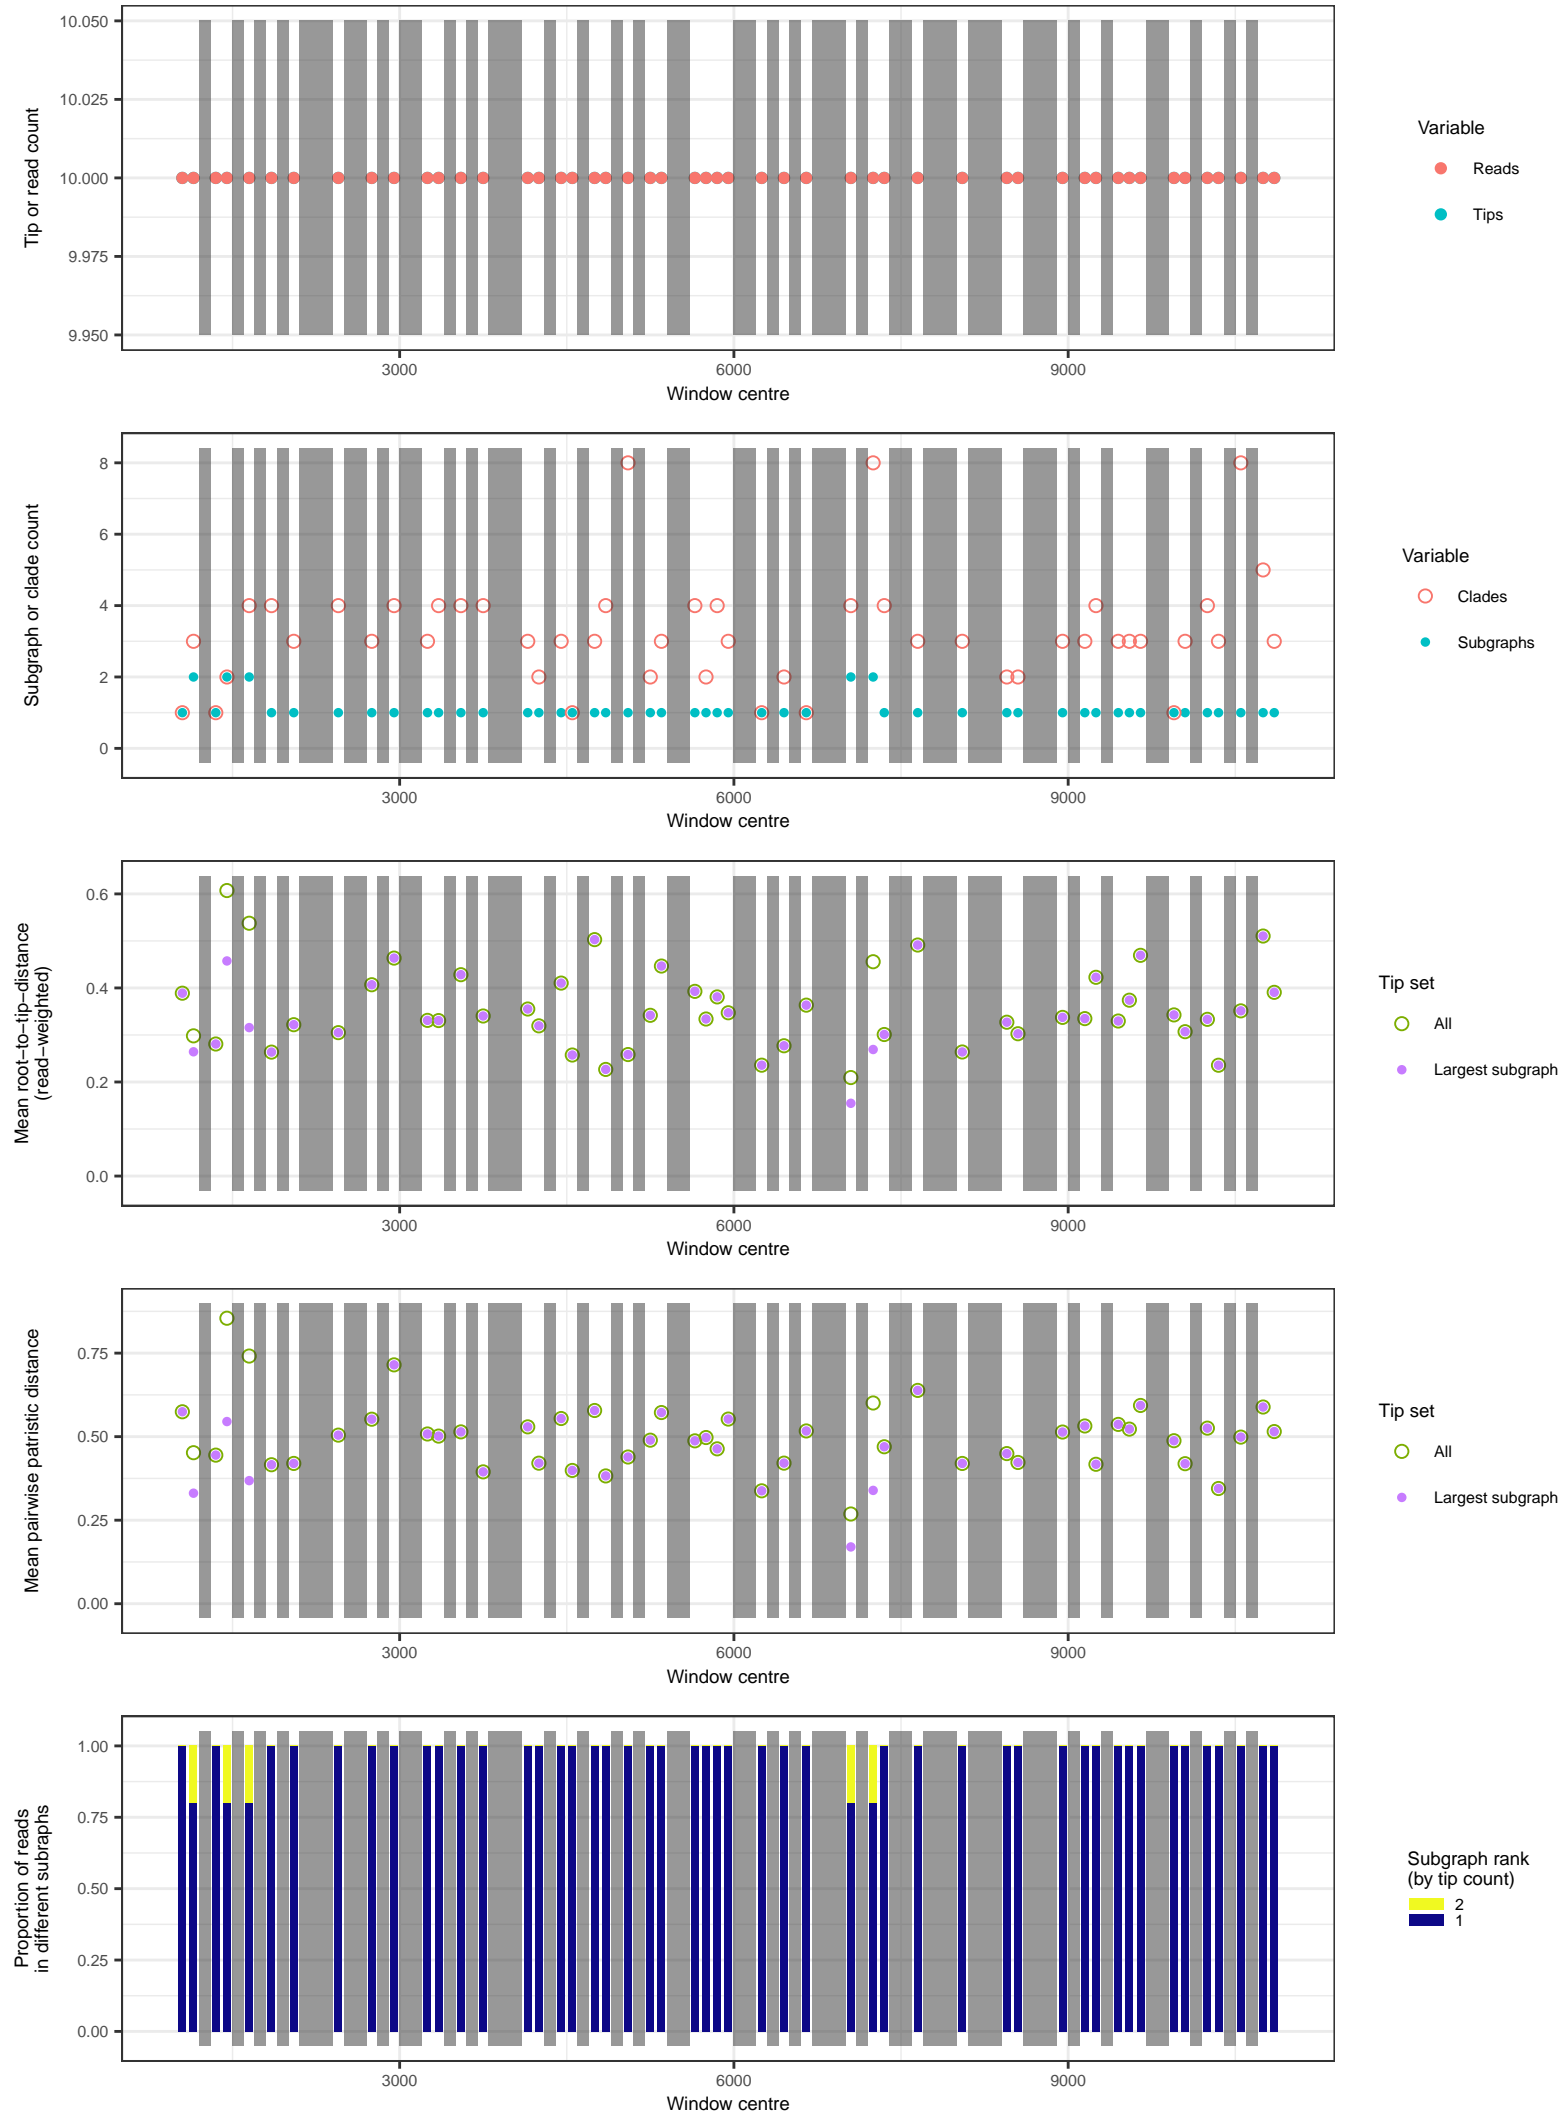 10.050
10.025
10.000
9.975
9.950
Tip or read count
3000
6000
9000
Window centre
Variable
Reads
Tips
8
6
4
2
0
Subgraph or clade count
3000
6000
9000
Window centre
Variable
Clades
Subgraphs
0.6
0.4
0.2
0.0
Mean root−to−tip−distance
(read−weighted)
3000
6000
9000
Window centre
Tip set
All
Largest subgraph
0.75
0.50
0.25
0.00
Mean pairwise patristic distance
3000
6000
9000
Window centre
Tip set
All
Largest subgraph
1.00
0.75
0.50
0.25
0.00
Proportion of reads
in different subraphs
3000
6000
9000
Window centre
Subgraph rank
(by tip count)
2
1